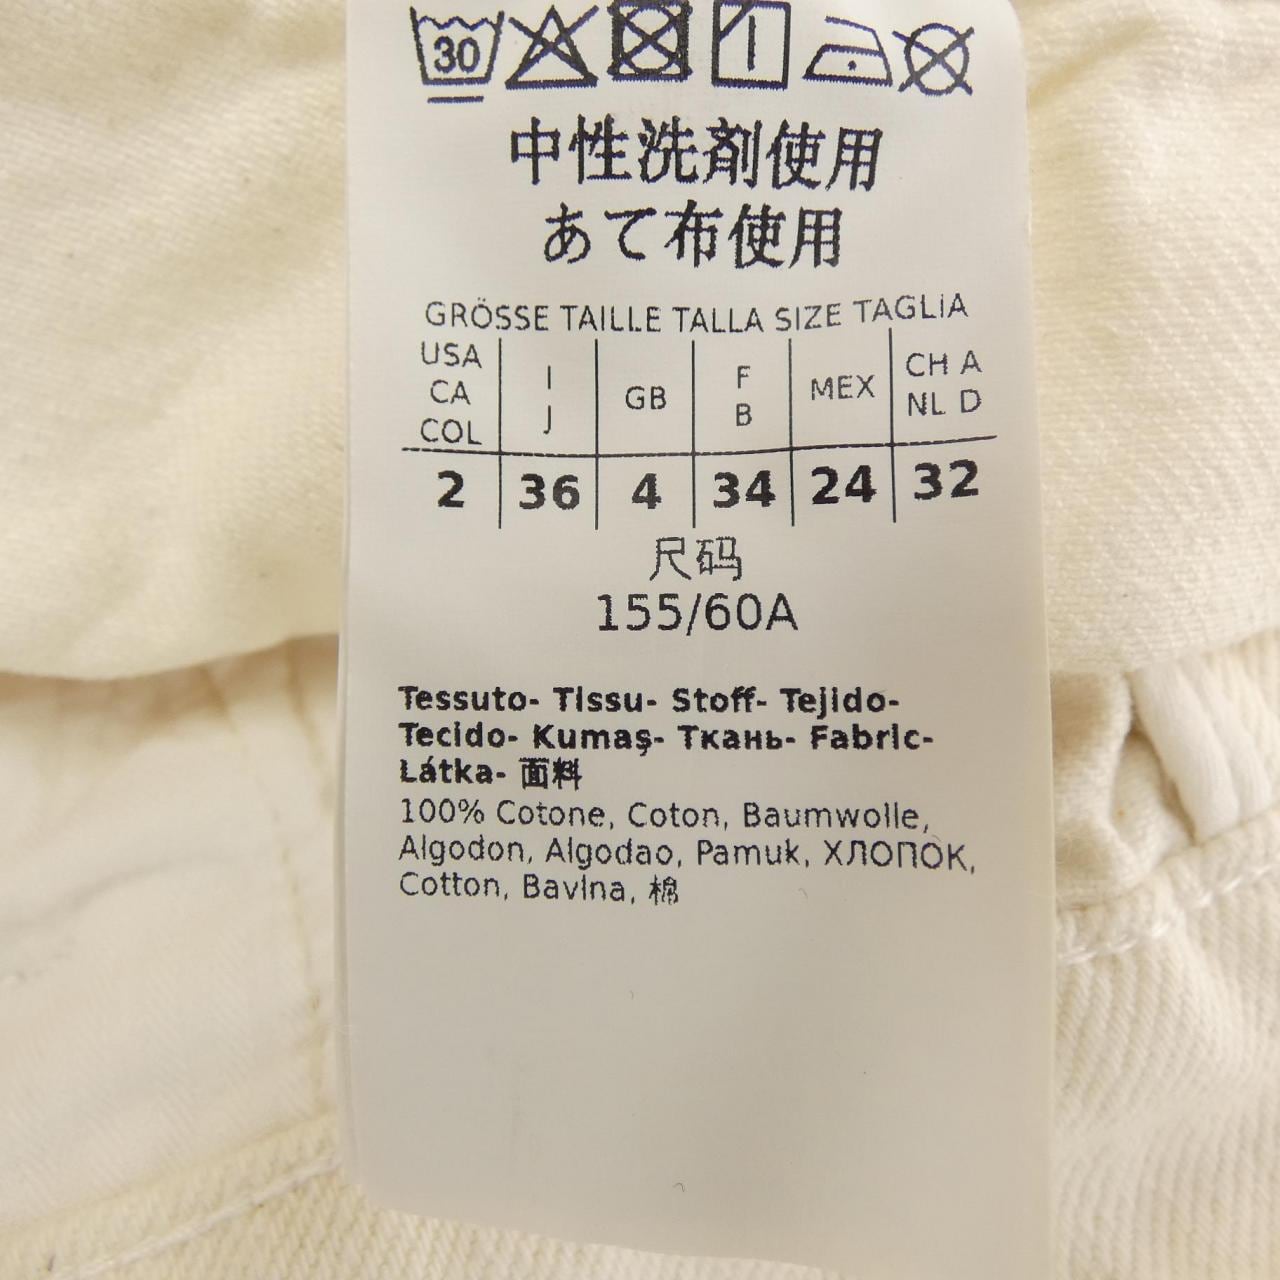 30
中性洗剤使用
あて布使用
GRÖSSE TAILLE TALLA SIZE TAGLIA
USA CA COL | I J | GB | F B | MEX | CH A NL D
2 | 36 | 4 | 34 | 24 | 32
尺码
155/60A
Tessuto- Tissu- Stoff- Tejido-
Tecido- Kumaş- Ткань- Fabric-
Látka- 面料
100% Cotone, Coton, Baumwolle,
Algodon, Algodao, Pamuk, ХЛОПОК,
Cotton, Bavlna, 棉